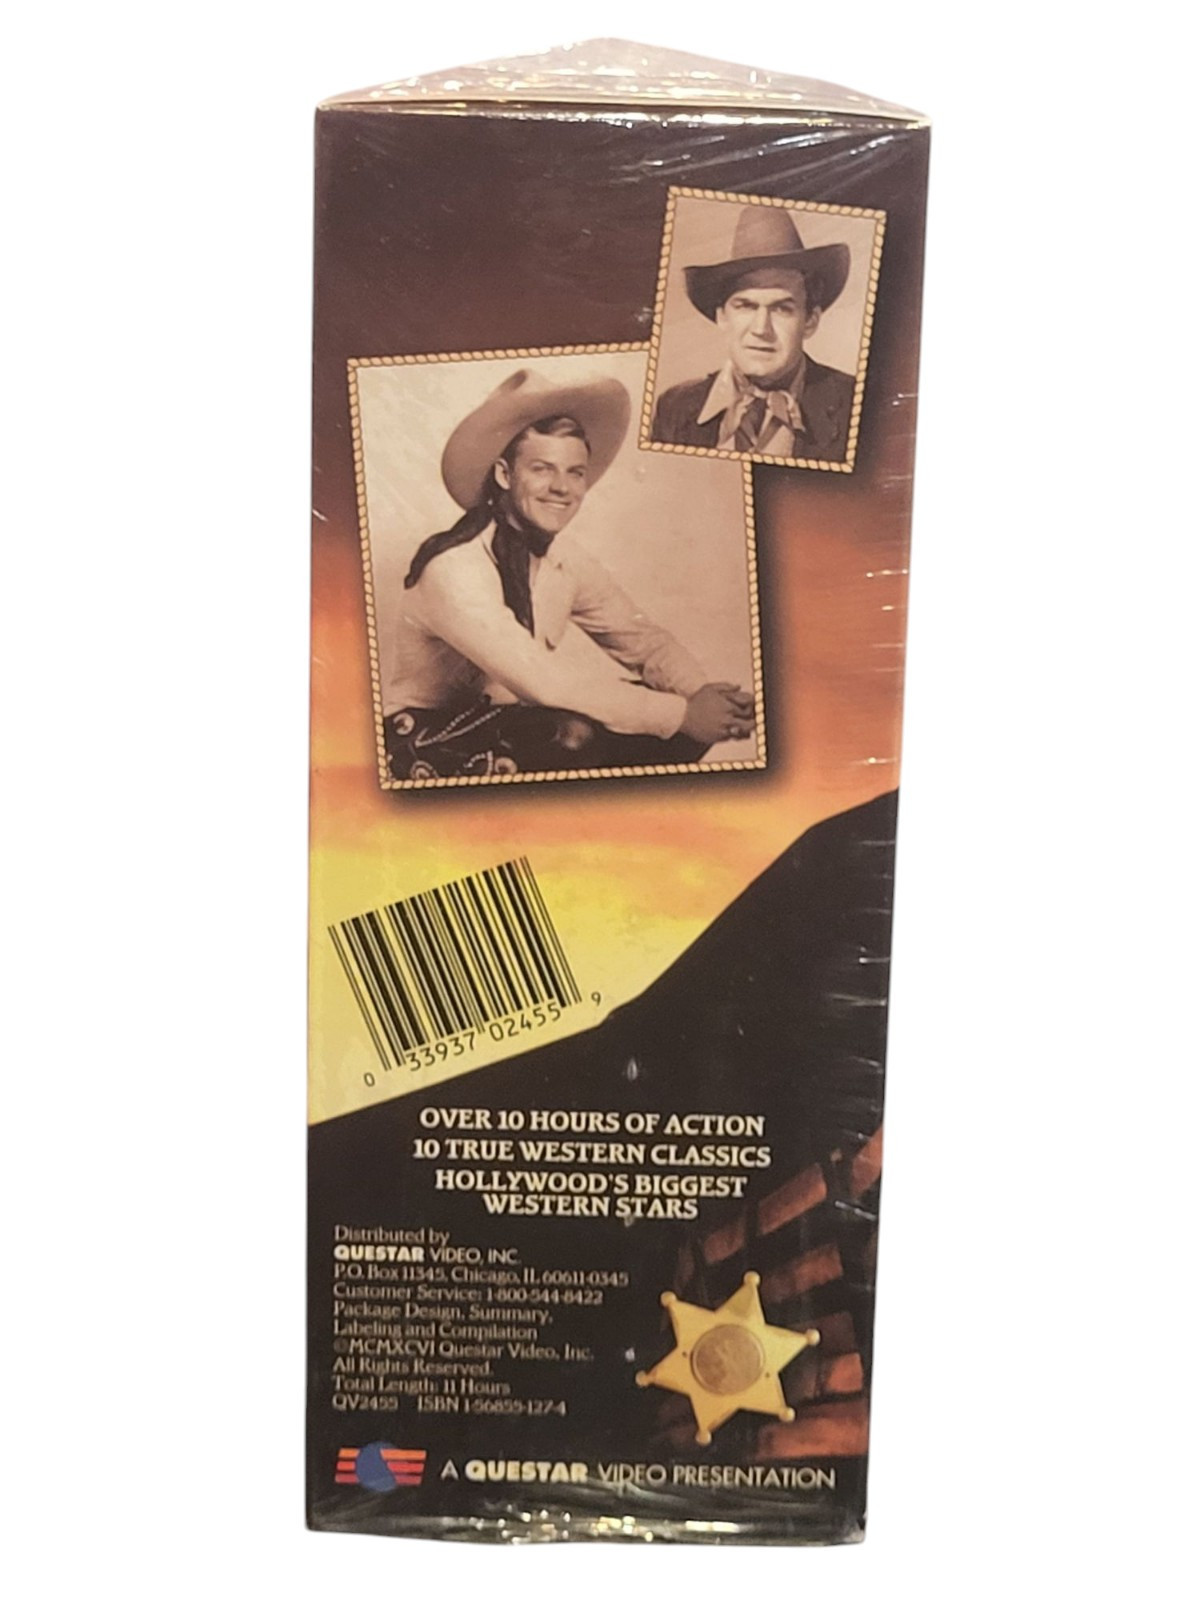 0 33937 02455 9
OVER 10 HOURS OF ACTION
10 TRUE WESTERN CLASSICS
HOLLYWOOD'S BIGGEST
WESTERN STARS
Distributed by
QUESTAR VIDEO, INC.
P.O. Box 11345, Chicago, IL 60611-0345
Customer Service: 1-800-544-8422
Package Design, Summary,
Labeling and Compilation
©MCMXCVI Questar Video, Inc.
All Rights Reserved.
Total Length: 11 Hours
QV2455 ISBN 1-56855-127-4
A QUESTAR VIDEO PRESENTATION